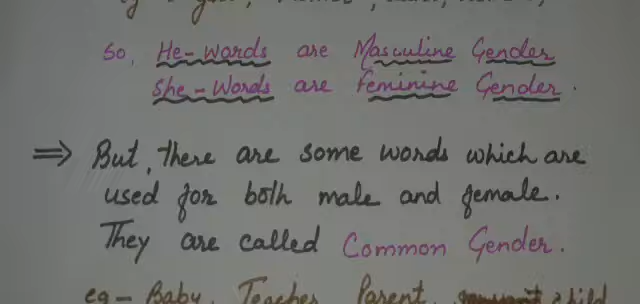 So, He-Words are Masculine Gender
She-Words are Feminine Gender.
⇒ But, there are some words which are
used for both male and female.
They are called Common Gender.
eg - Baby, Teacher, Parent, child